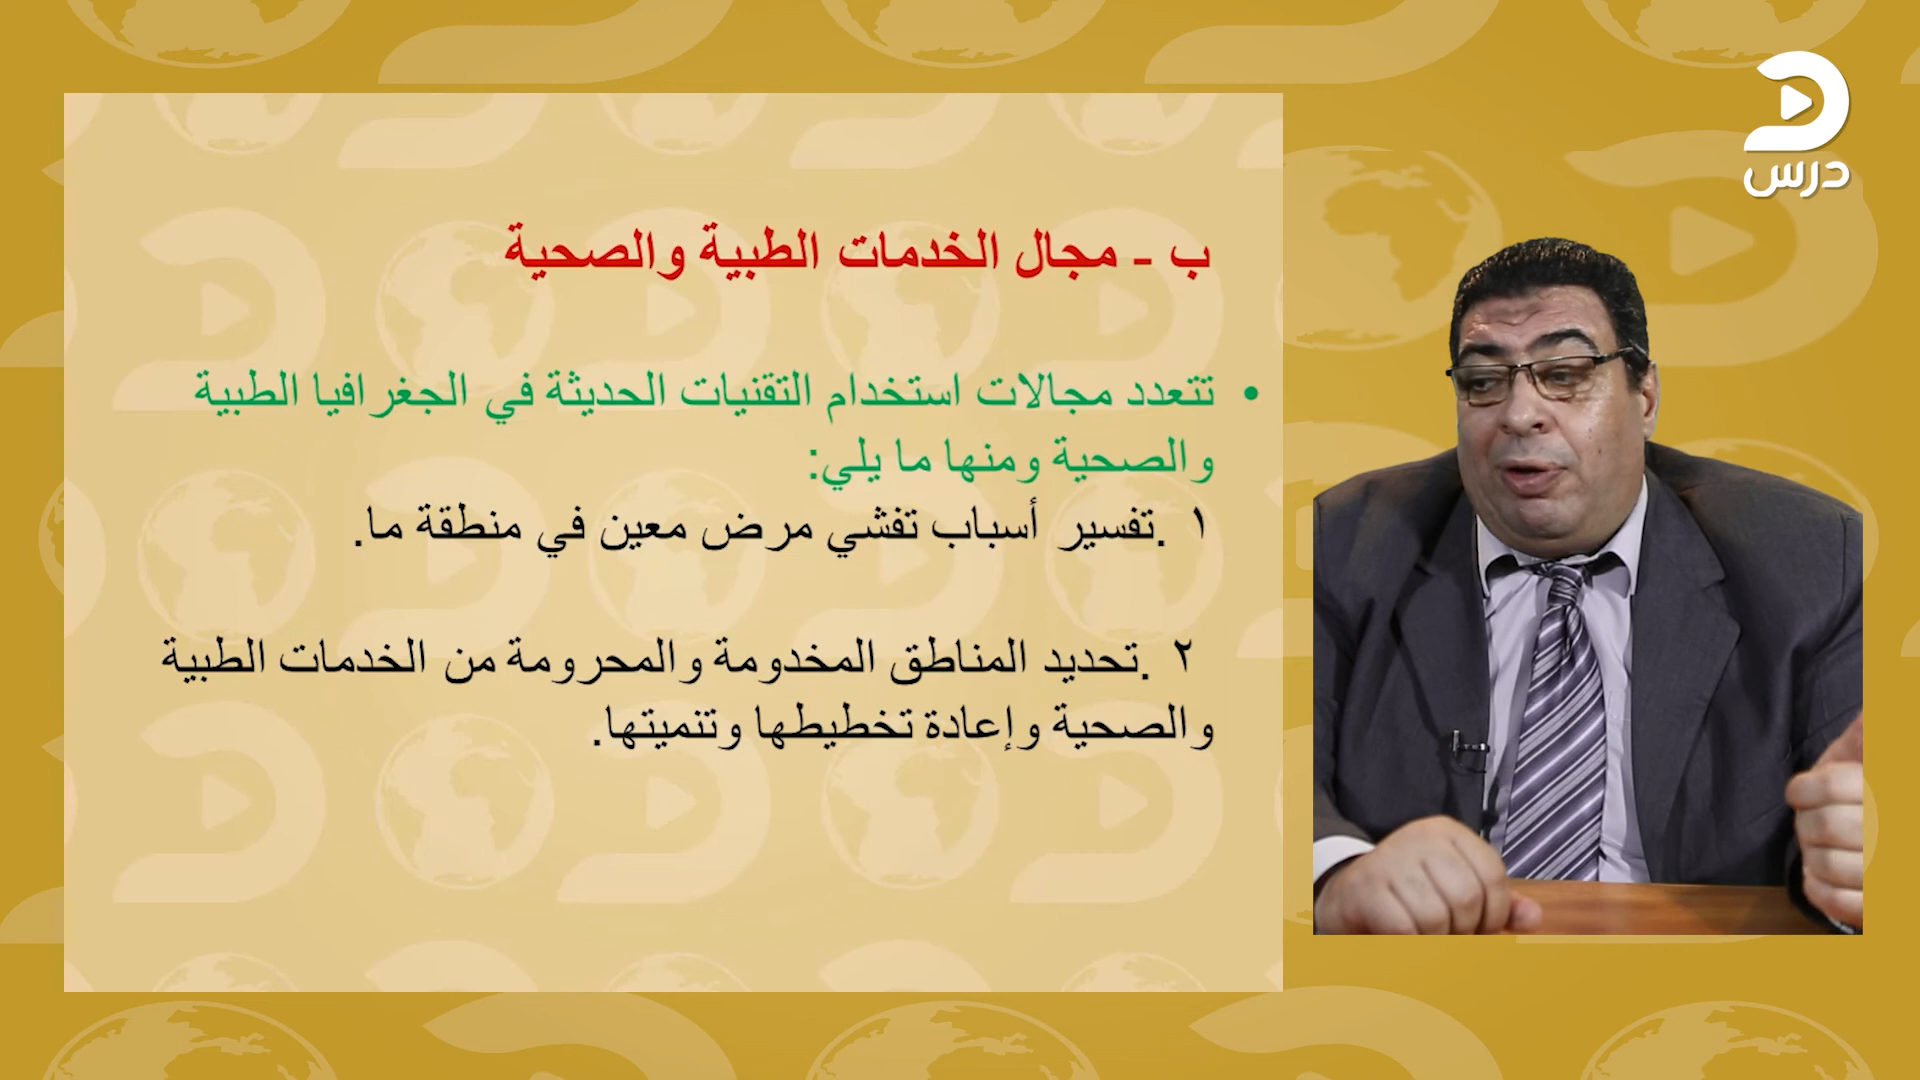 درس
ب - مجال الخدمات الطبية والصحية
• تتعدد مجالات استخدام التقنيات الحديثة في الجغرافيا الطبية
والصحية ومنها ما يلي:
١ .تفسير أسباب تفشي مرض معين في منطقة ما.
٢ .تحديد المناطق المخدومة والمحرومة من الخدمات الطبية
والصحية وإعادة تخطيطها وتنميتها.